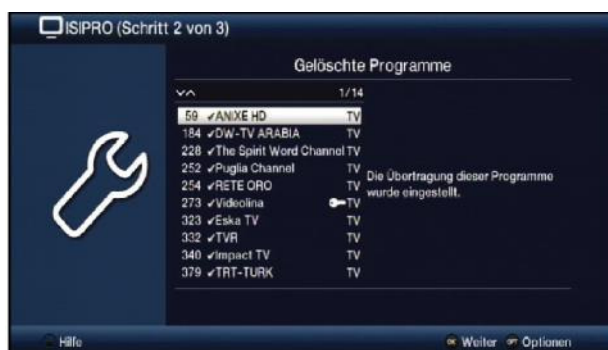 ISIPRO (Schritt 2 von 3)
Gelöschte Programme
1/14
59 ✓ANIXE HD TV
184 ✓DW-TV ARABIA TV
228 ✓The Spirit Word Channel TV
252 ✓Puglia Channel TV
254 ✓RETE ORO TV
273 ✓Videolina TV
323 ✓Eska TV TV
332 ✓TVR TV
340 ✓Impact TV TV
379 ✓TRT-TURK TV
Die Übertragung dieser Programme
wurde eingestellt.
Hilfe OK Weiter OPT Optionen